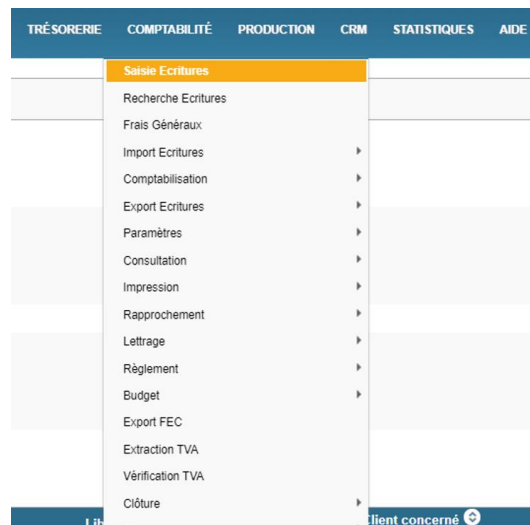 TRÉSORERIE COMPTABILITÉ PRODUCTION CRM STATISTIQUES AIDE
Saisie Ecritures
Recherche Ecritures
Frais Généraux
Import Ecritures
Comptabilisation
Export Ecritures
Paramètres
Consultation
Impression
Rapprochement
Lettrage
Règlement
Budget
Export FEC
Extraction TVA
Vérification TVA
Clôture
Client concerné